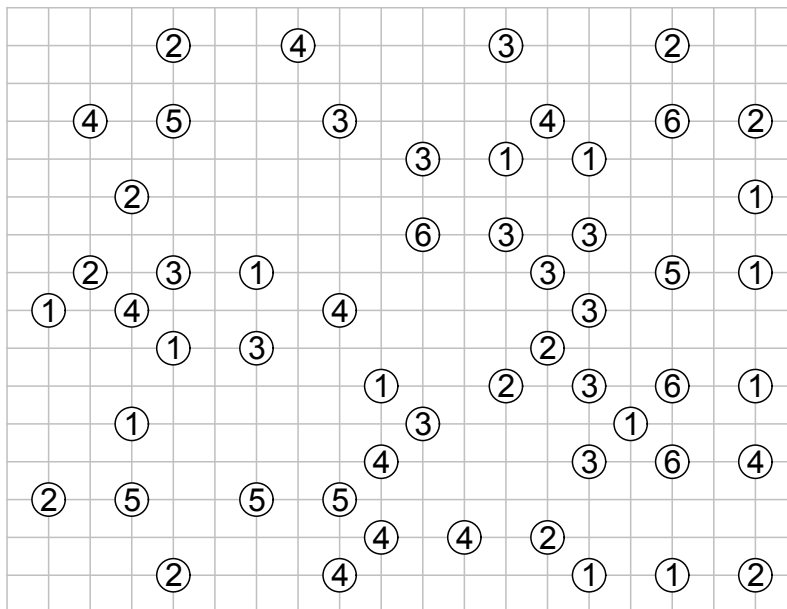 2 4 3 2
4 5 3 4 6 2
3 1 1
2 1
6 3 3
2 3 1 3 5 1
1 4 4 3
1 3 2
1 2 3 6 1
1 3 1
4 3 6 4
2 5 5 5
4 4 2
2 4 1 1 2